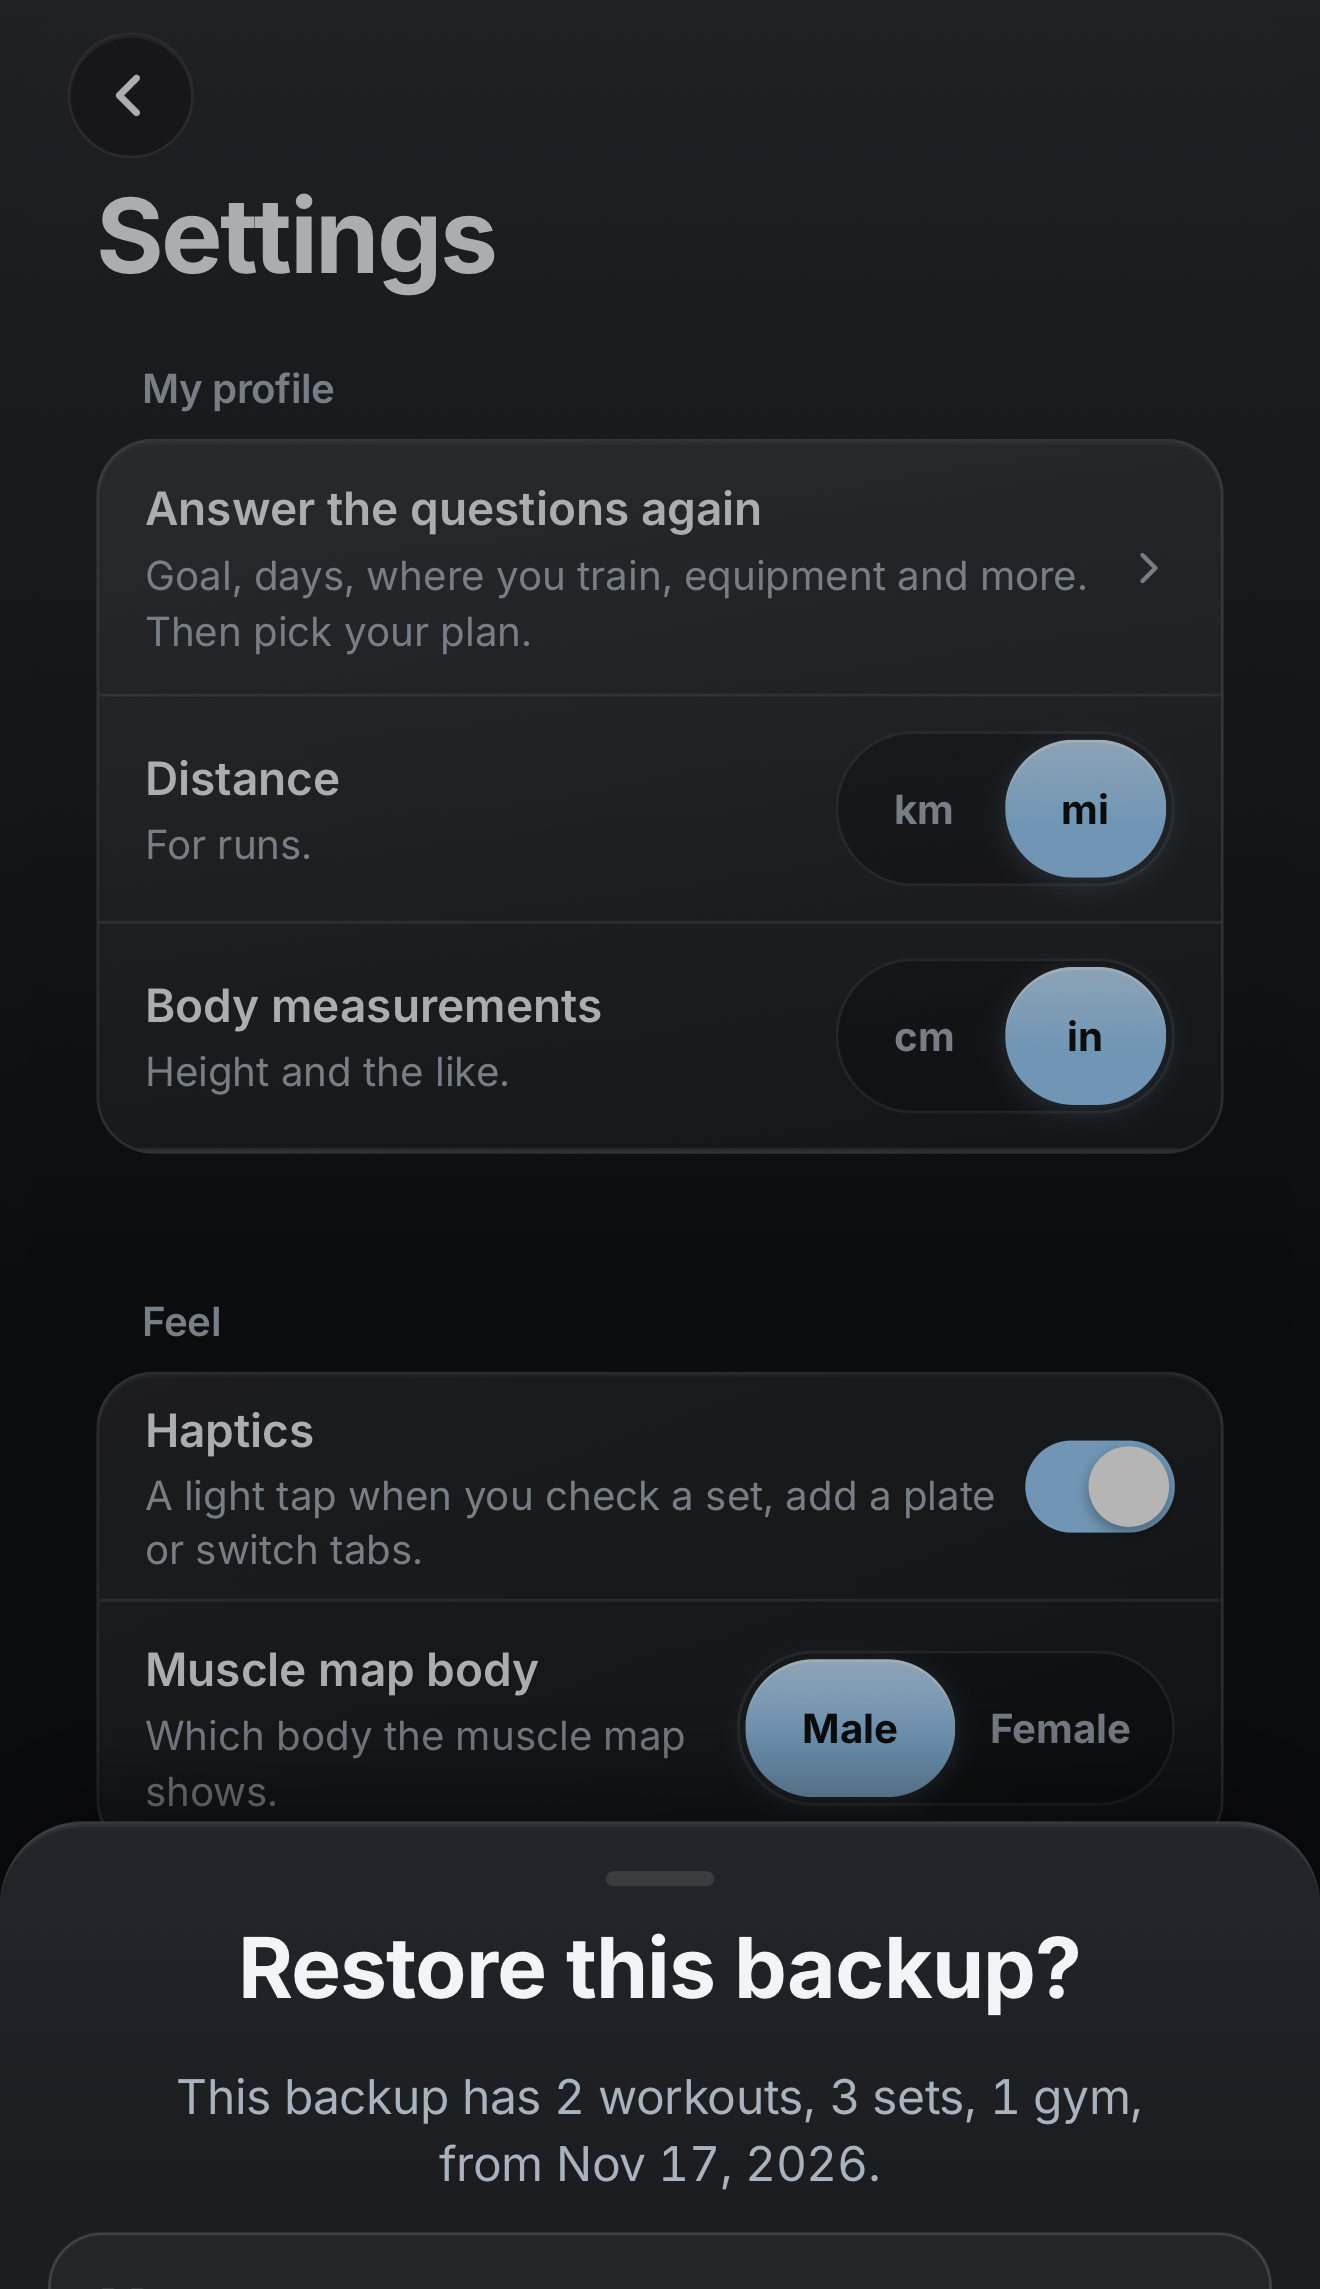 Settings
My profile
Answer the questions again
Goal, days, where you train, equipment and more.
Then pick your plan.
Distance
For runs.
km
mi
Body measurements
Height and the like.
cm
in
Feel
Haptics
A light tap when you check a set, add a plate
or switch tabs.
Muscle map body
Which body the muscle map
shows.
Male
Female
Restore this backup?
This backup has 2 workouts, 3 sets, 1 gym,
from Nov 17, 2026.